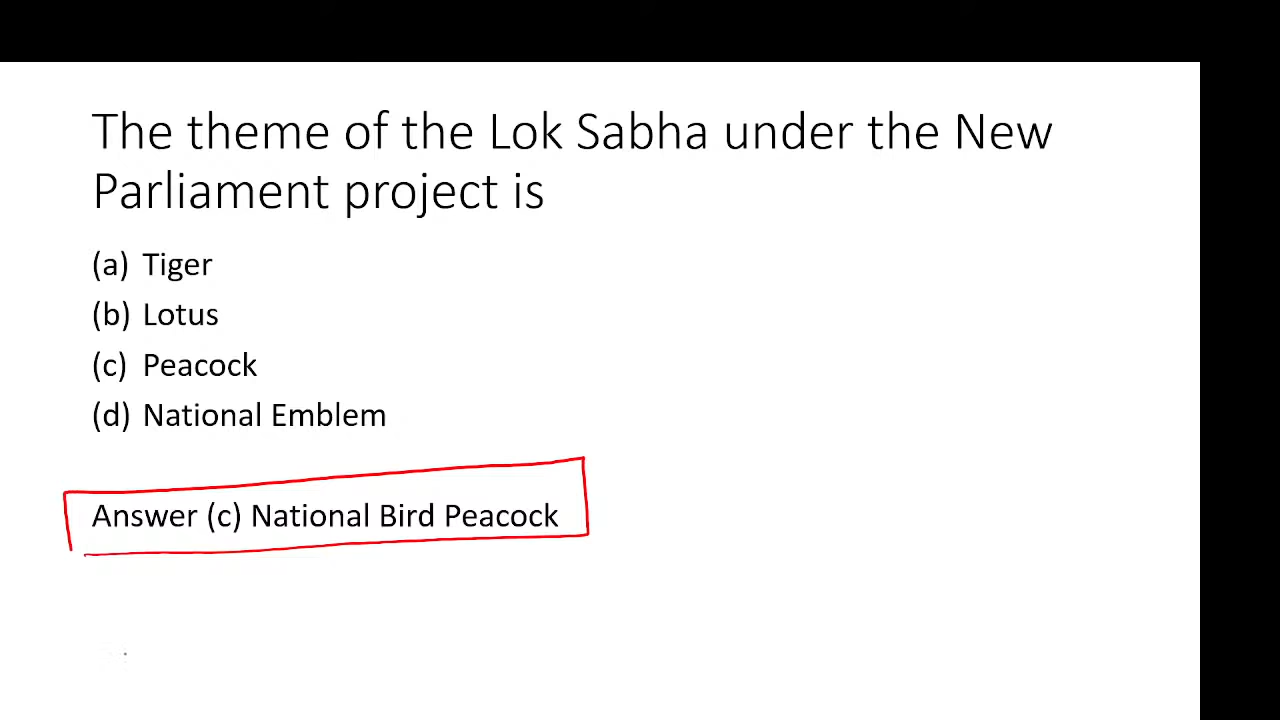 The theme of the Lok Sabha under the New
Parliament project is
(a) Tiger
(b) Lotus
(c) Peacock
(d) National Emblem
Answer (c) National Bird Peacock